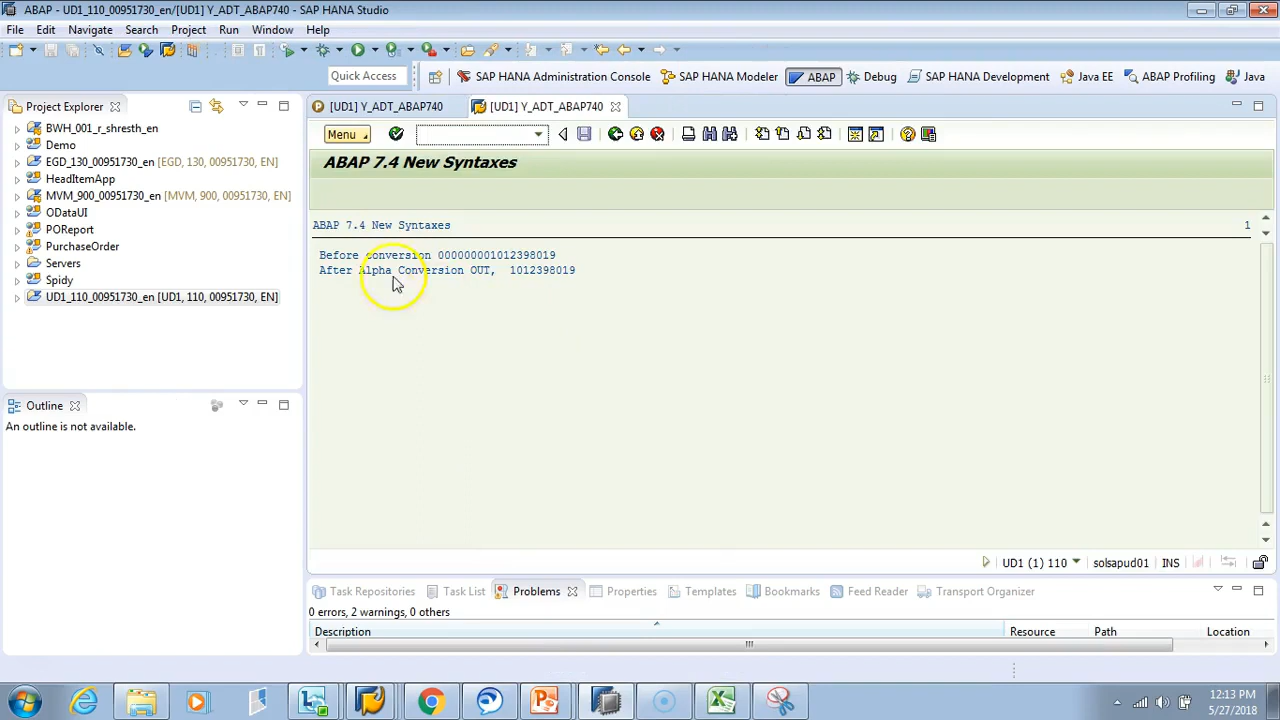 ABAP - UD1_110_00951730_en/[UD1] Y_ADT_ABAP740 - SAP HANA Studio
File Edit Navigate Search Project Run Window Help
Quick Access SAP HANA Administration Console SAP HANA Modeler ABAP Debug SAP HANA Development Java EE ABAP Profiling Java
Project Explorer
BWH_001_r_shresth_en
Demo
EGD_130_00951730_en [EGD, 130, 00951730, EN]
HeadItemApp
MVM_900_00951730_en [MVM, 900, 00951730, EN]
ODataUI
POReport
PurchaseOrder
Servers
Spidy
UD1_110_00951730_en [UD1, 110, 00951730, EN]
Outline
An outline is not available.
[UD1] Y_ADT_ABAP740 [UD1] Y_ADT_ABAP740
Menu
ABAP 7.4 New Syntaxes
ABAP 7.4 New Syntaxes 1
Before conversion 000000001012398019
After Alpha Conversion OUT, 1012398019
UD1 (1) 110 solsapud01 INS
Task Repositories Task List Problems Properties Templates Bookmarks Feed Reader Transport Organizer
0 errors, 2 warnings, 0 others
Description Resource Path Location
12:13 PM
5/27/2018